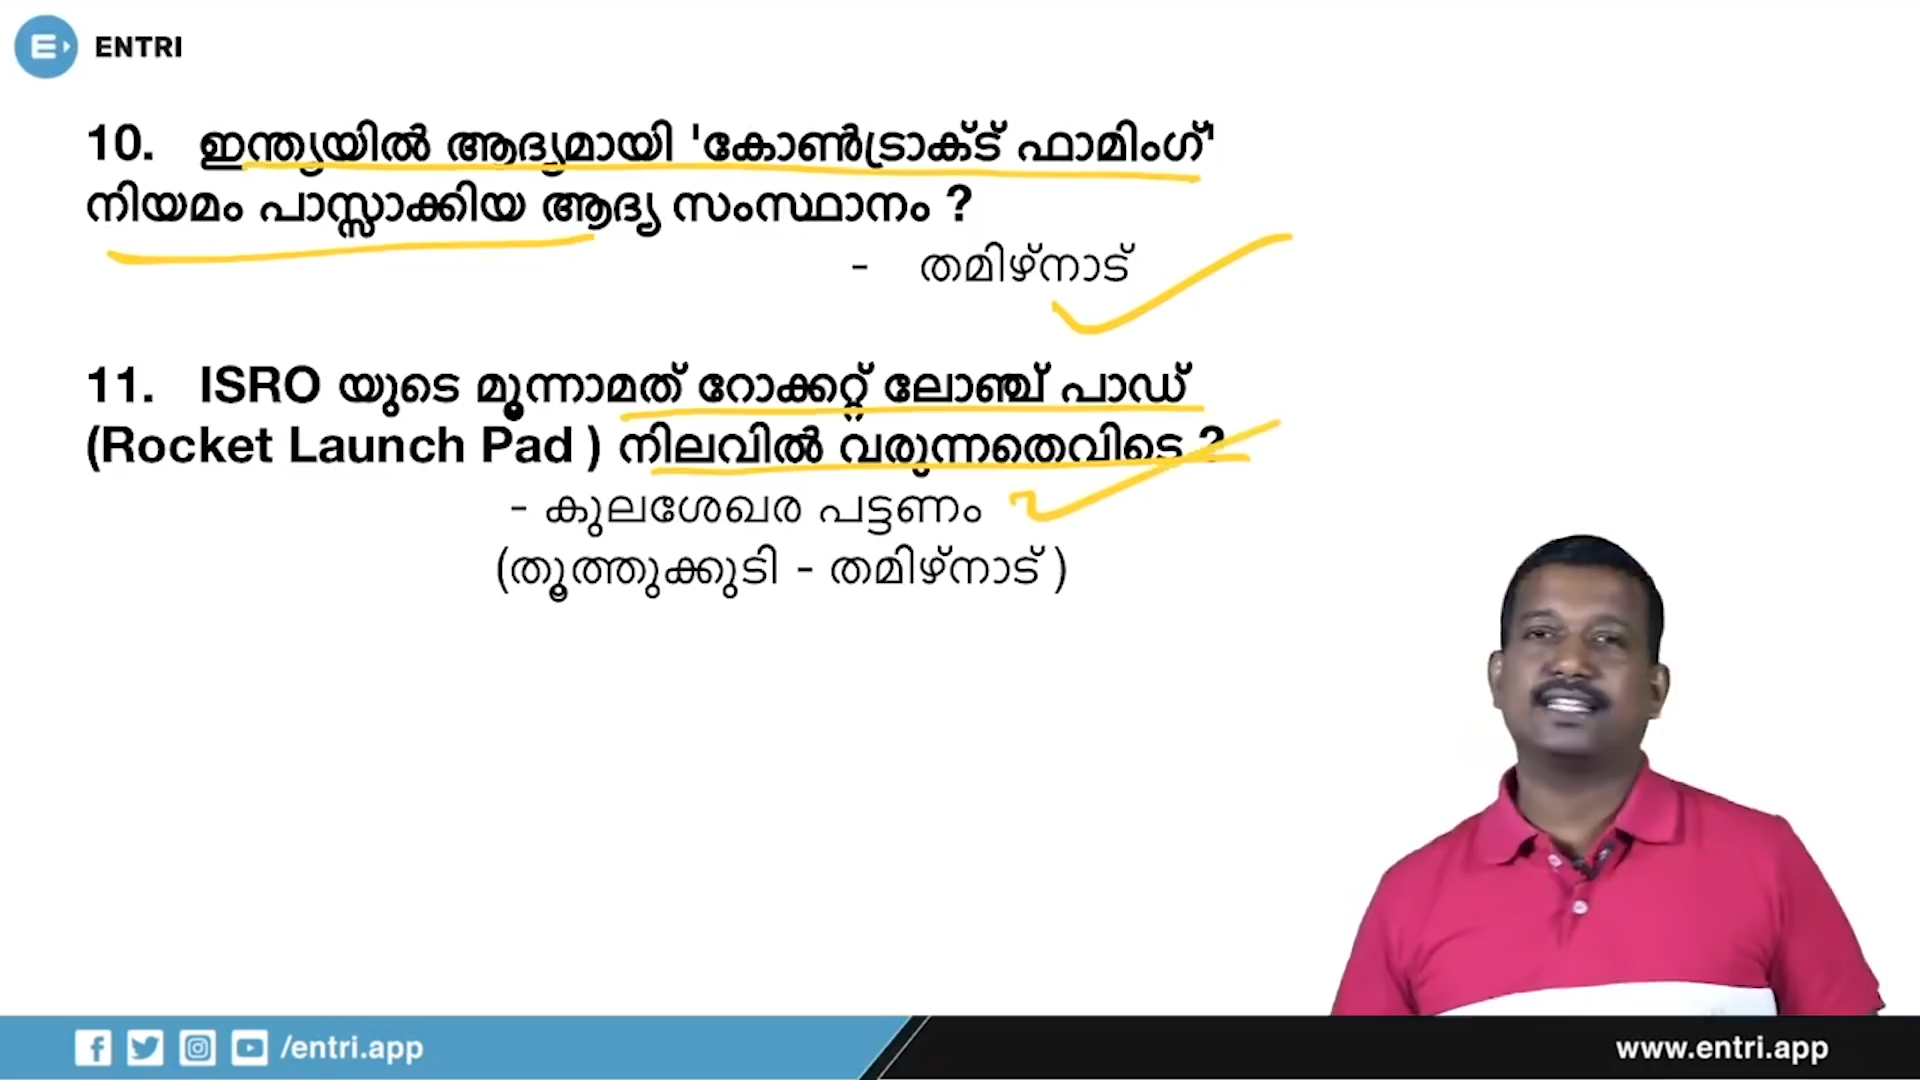 ENTRI
10. ഇന്ത്യയിൽ ആദ്യമായി 'കോൺട്രാക്ട് ഫാമിംഗ്'
നിയമം പാസ്സാക്കിയ ആദ്യ സംസ്ഥാനം ?
- തമിഴ്നാട്
11. ISRO യുടെ മൂന്നാമത് റോക്കറ്റ് ലോഞ്ച് പാഡ്
(Rocket Launch Pad ) നിലവിൽ വരുന്നതെവിടെ ?
- കുലശേഖര പട്ടണം
(തൂത്തുക്കുടി - തമിഴ്നാട് )
/entri.app
www.entri.app